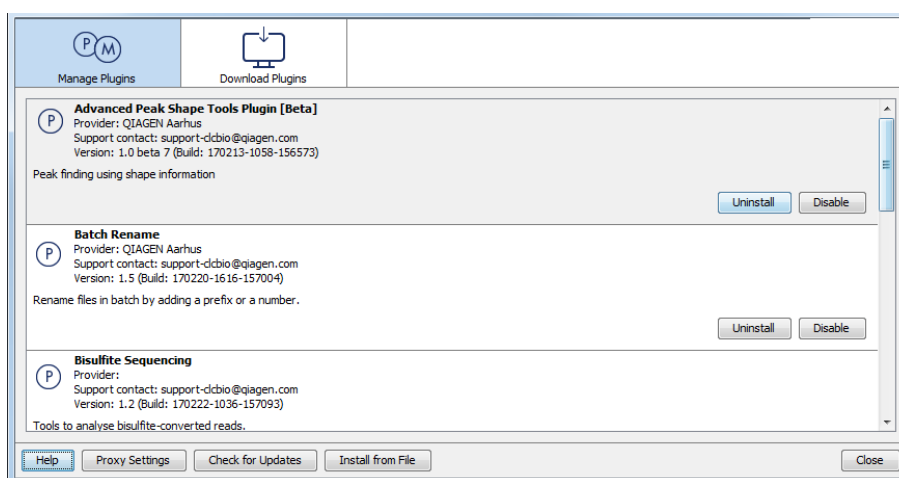 P M
Manage Plugins
Download Plugins
P
Advanced Peak Shape Tools Plugin [Beta]
Provider: QIAGEN Aarhus
Support contact: support-clcbio@qiagen.com
Version: 1.0 beta 7 (Build: 170213-1058-156573)
Peak finding using shape information
Uninstall
Disable
P
Batch Rename
Provider: QIAGEN Aarhus
Support contact: support-clcbio@qiagen.com
Version: 1.5 (Build: 170220-1616-157004)
Rename files in batch by adding a prefix or a number.
Uninstall
Disable
P
Bisulfite Sequencing
Provider:
Support contact: support-clcbio@qiagen.com
Version: 1.2 (Build: 170222-1036-157093)
Tools to analyse bisulfite-converted reads.
Help
Proxy Settings
Check for Updates
Install from File
Close